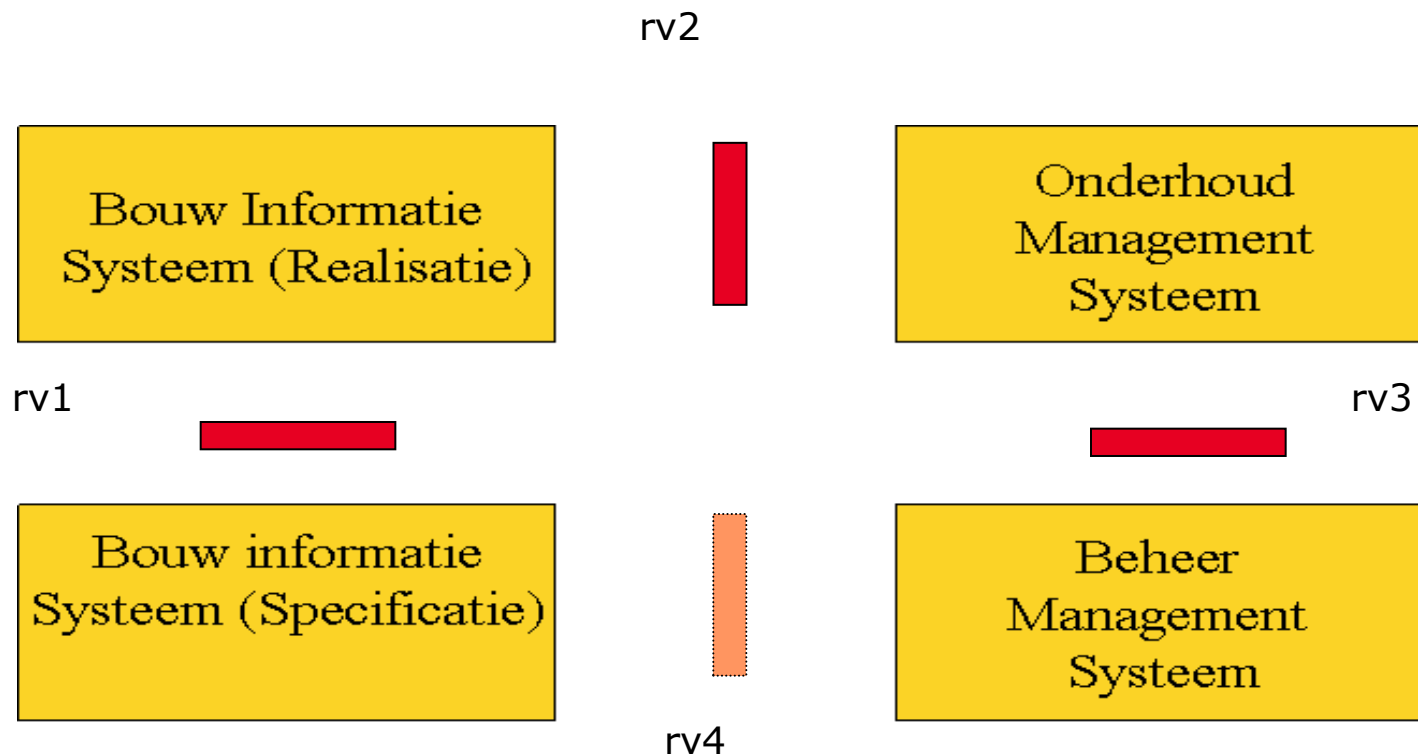 rv2
Bouw Informatie
Systeem (Realisatie)
Onderhoud
Management
Systeem
rv1
rv3
Bouw informatie
Systeem (Specificatie)
Beheer
Management
Systeem
rv4